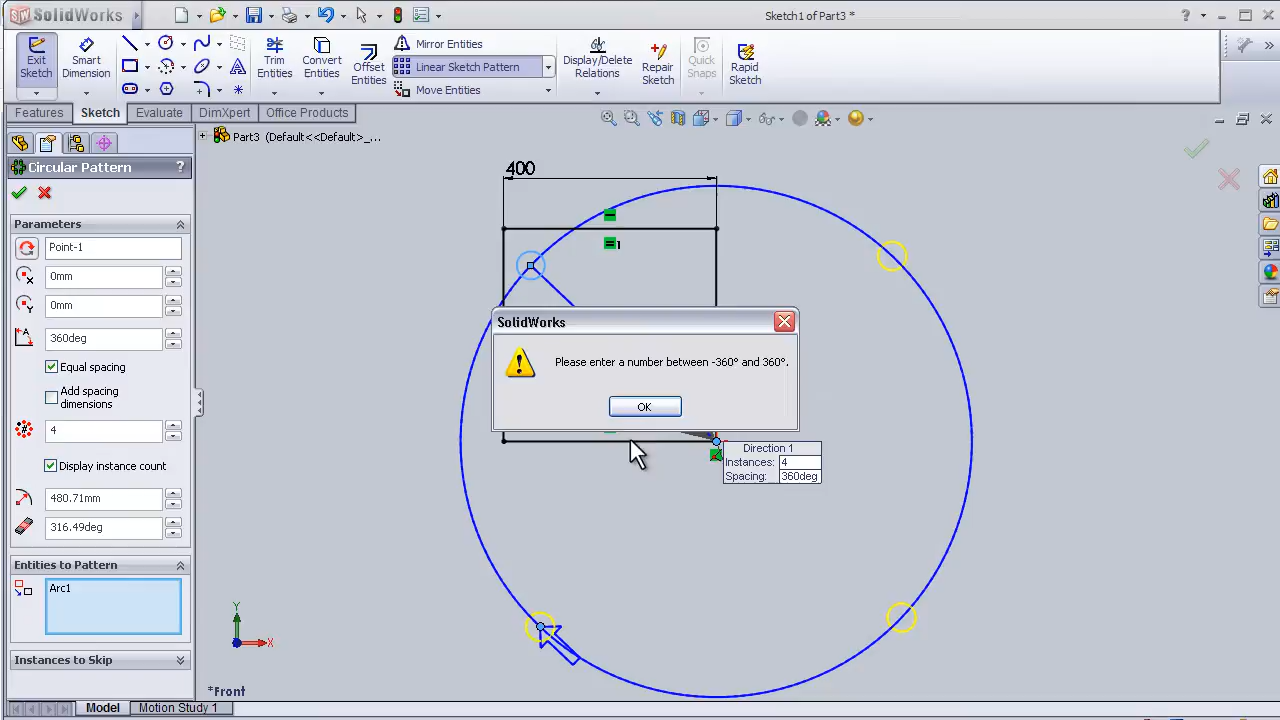 SolidWorks
Sketch1 of Part3 *
?
Exit Sketch
Smart Dimension
Trim Entities
Convert Entities
Offset Entities
Mirror Entities
Linear Sketch Pattern
Move Entities
Display/Delete Relations
Repair Sketch
Quick Snaps
Rapid Sketch
Features
Sketch
Evaluate
DimXpert
Office Products
Part3 (Default<<Default>_...
Circular Pattern
?
Parameters
Point-1
0mm
0mm
360deg
Equal spacing
Add spacing
dimensions
4
Display instance count
480.71mm
316.49deg
Entities to Pattern
Arc1
Instances to Skip
400
1
SolidWorks
Please enter a number between -360° and 360°.
OK
Direction 1
Instances: 4
Spacing: 360deg
Y
X
*Front
Model
Motion Study 1